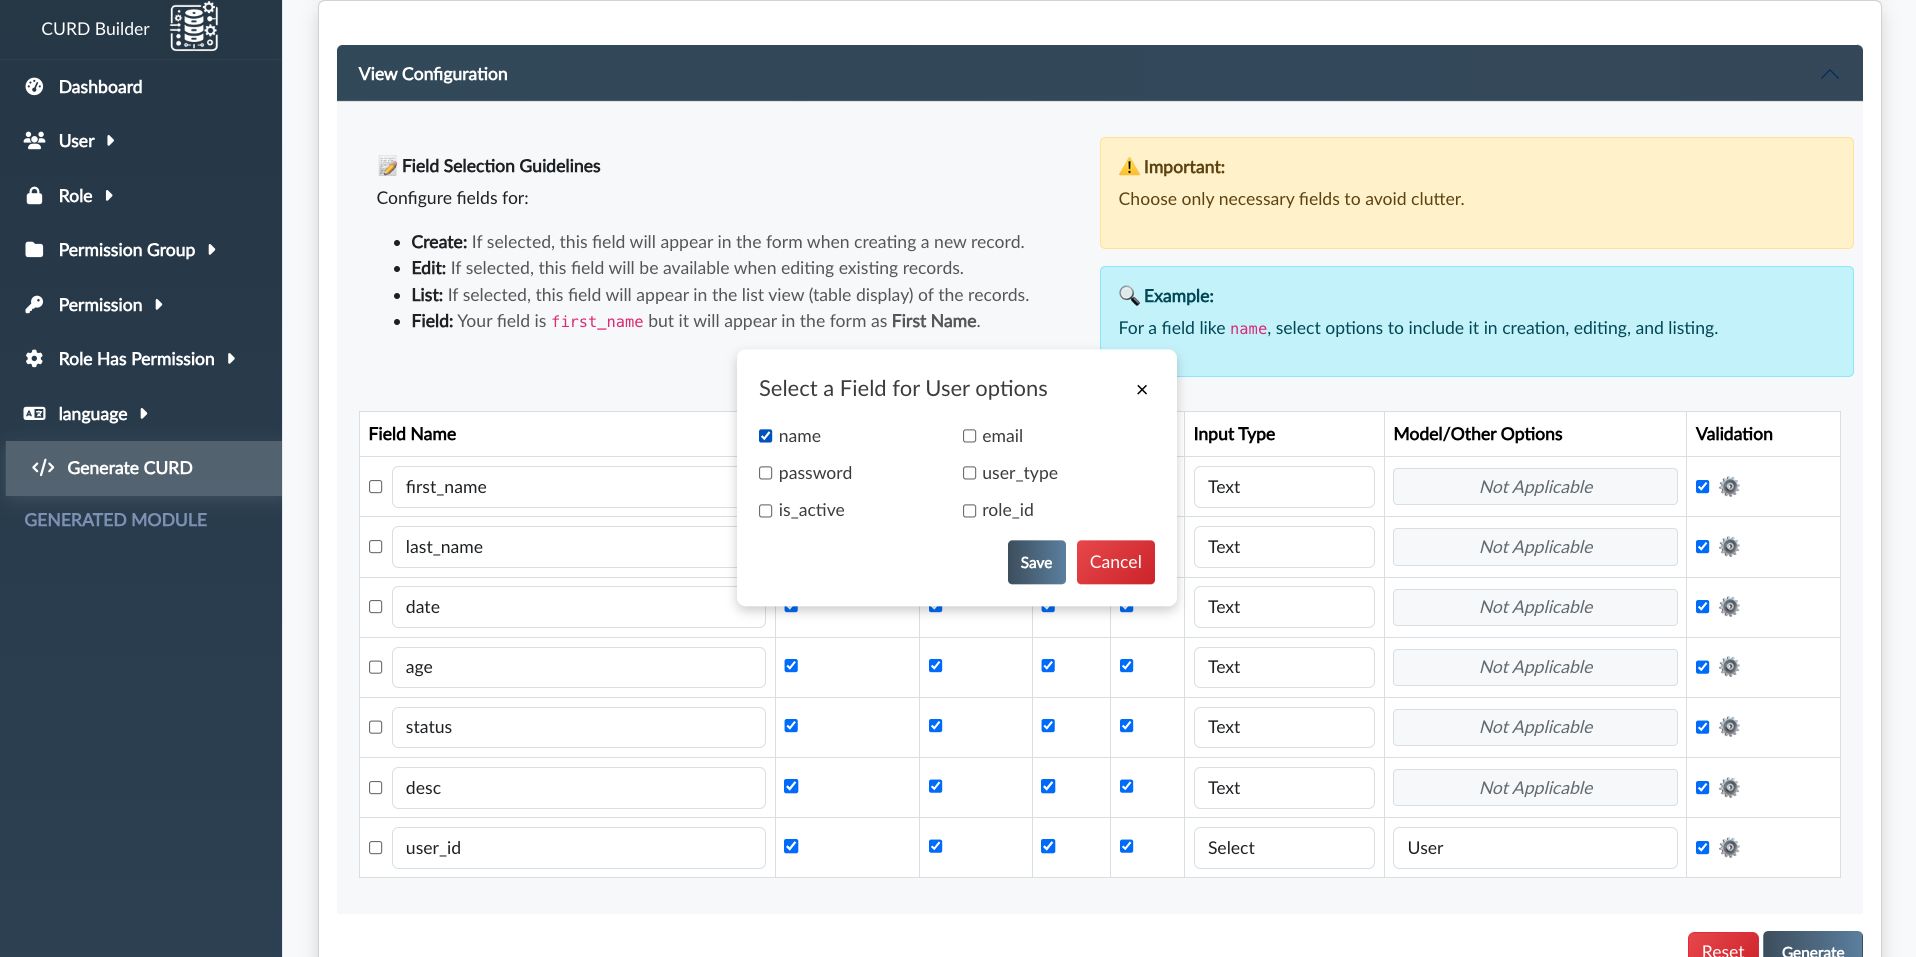 CURD Builder
Dashboard
User
Role
Permission Group
Permission
Role Has Permission
language
Generate CURD
GENERATED MODULE
View Configuration
Field Selection Guidelines
Configure fields for:
Create: If selected, this field will appear in the form when creating a new record.
Edit: If selected, this field will be available when editing existing records.
List: If selected, this field will appear in the list view (table display) of the records.
Field: Your field is first_name but it will appear in the form as First Name.
Important:
Choose only necessary fields to avoid clutter.
Example:
For a field like name, select options to include it in creation, editing, and listing.
Select a Field for User options ×
name email
password user_type
is_active role_id
Save Cancel
Field Name Input Type Model/Other Options Validation
first_name Text Not Applicable
last_name Text Not Applicable
date Text Not Applicable
age Text Not Applicable
status Text Not Applicable
desc Text Not Applicable
user_id Select User
Reset Generate